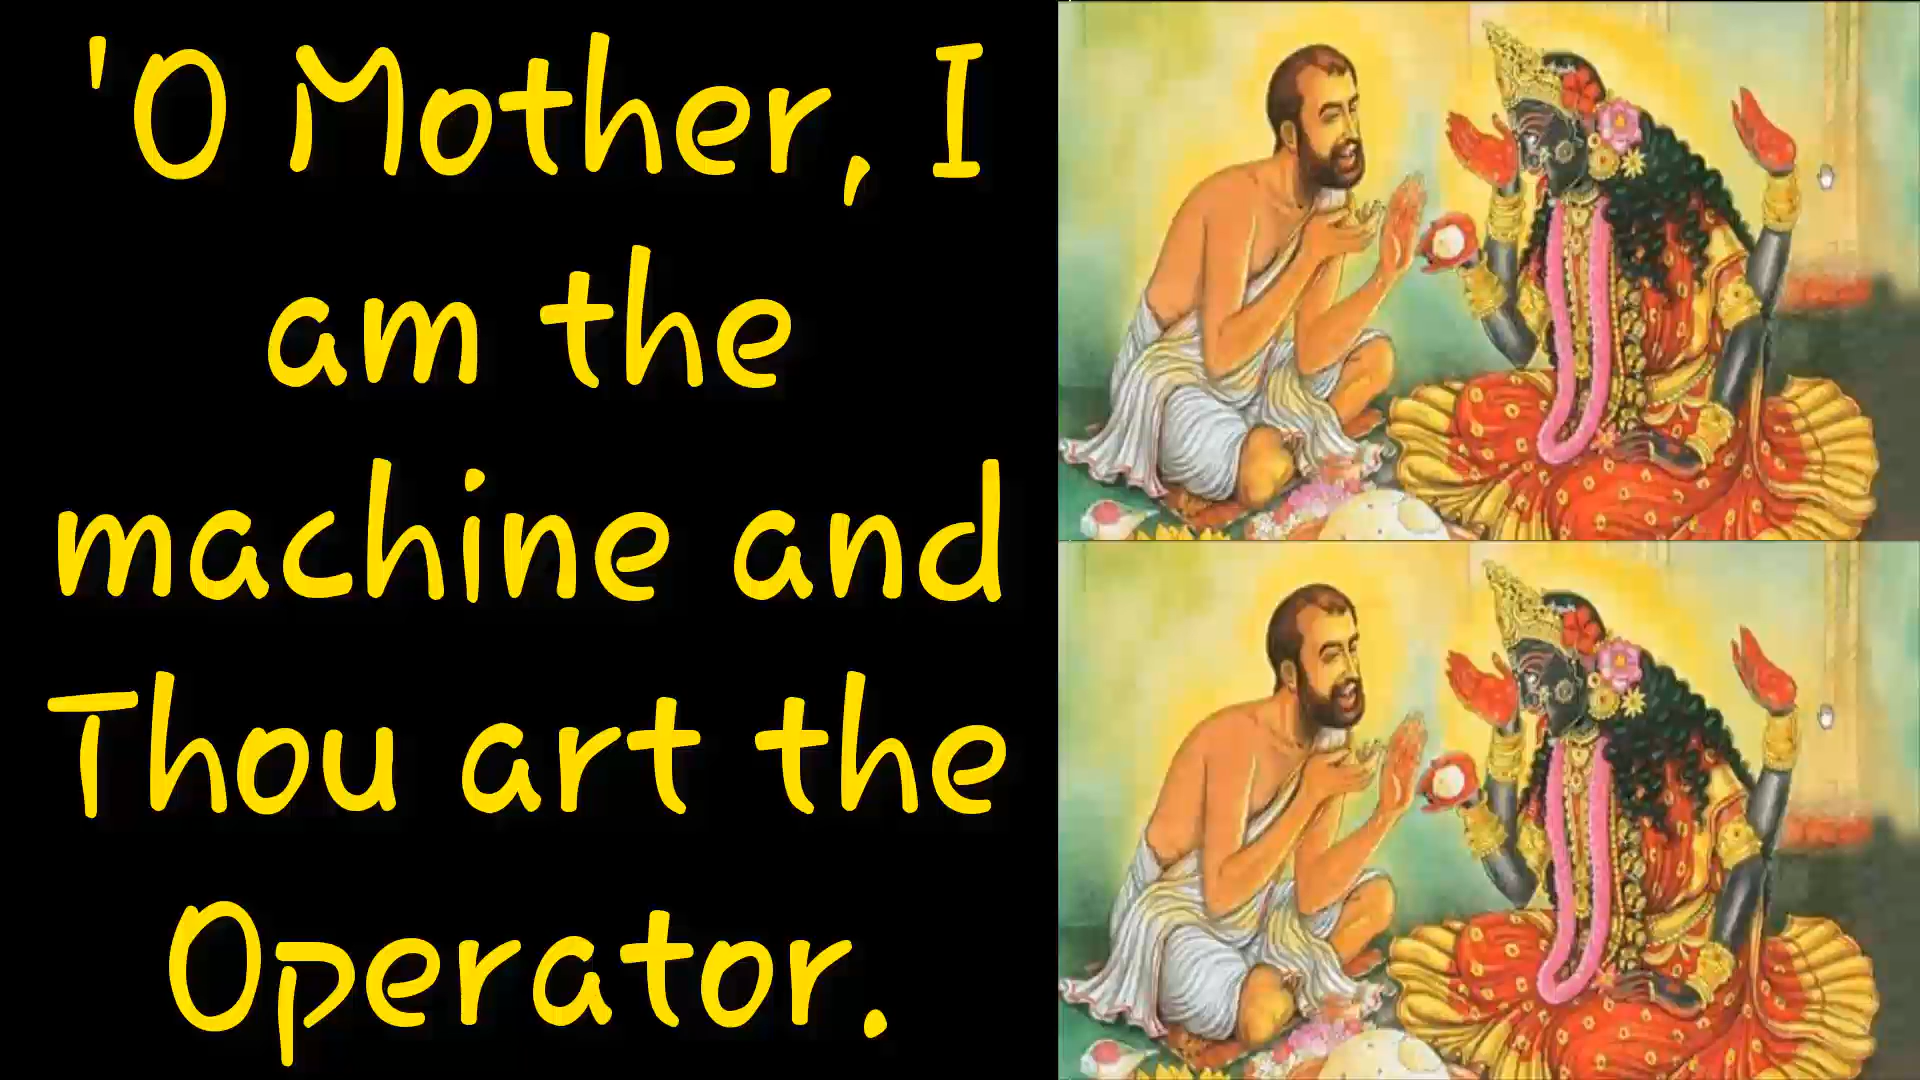 'O Mother, I
am the
machine and
Thou art the
Operator.